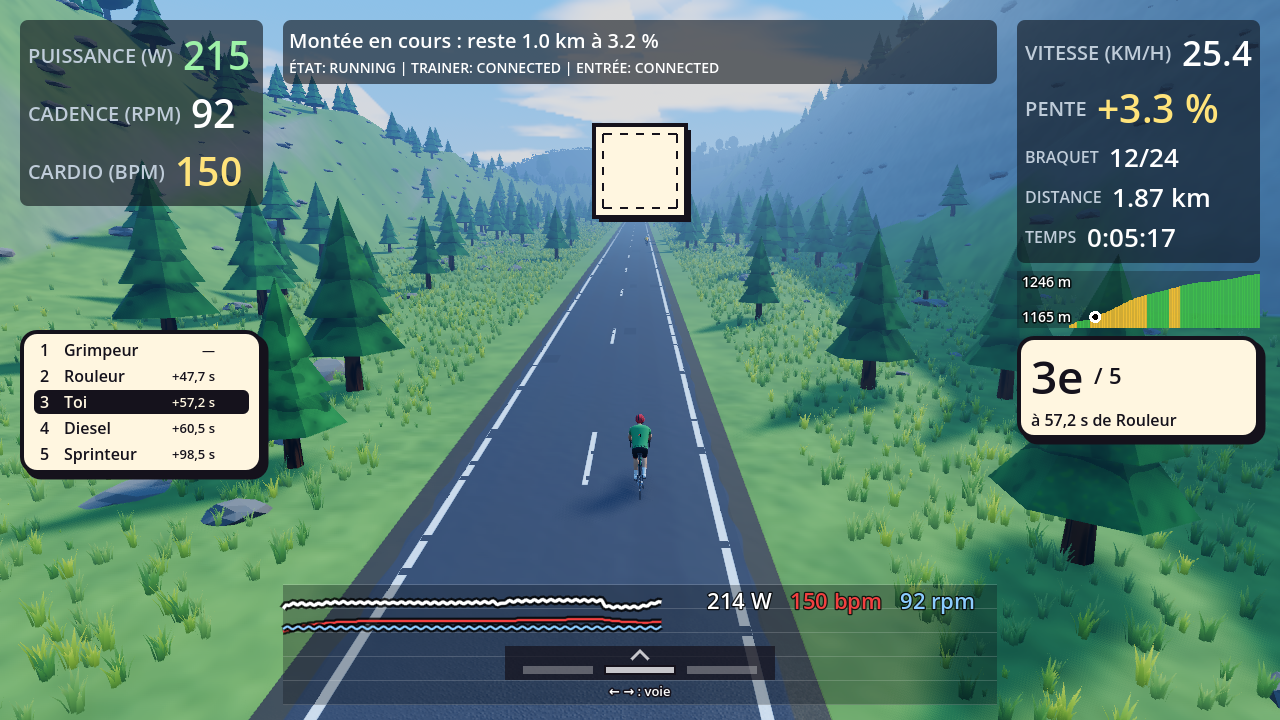 PUISSANCE (W) 215
CADENCE (RPM) 92
CARDIO (BPM) 150
Montée en cours : reste 1.0 km à 3.2 %
ÉTAT: RUNNING | TRAINER: CONNECTED | ENTRÉE: CONNECTED
VITESSE (KM/H) 25.4
PENTE +3.3 %
BRAQUET 12/24
DISTANCE 1.87 km
TEMPS 0:05:17
1246 m
1165 m
1 Grimpeur —
2 Rouleur +47,7 s
3 Toi +57,2 s
4 Diesel +60,5 s
5 Sprinteur +98,5 s
3e / 5
à 57,2 s de Rouleur
214 W 150 bpm 92 rpm
←→ : voie